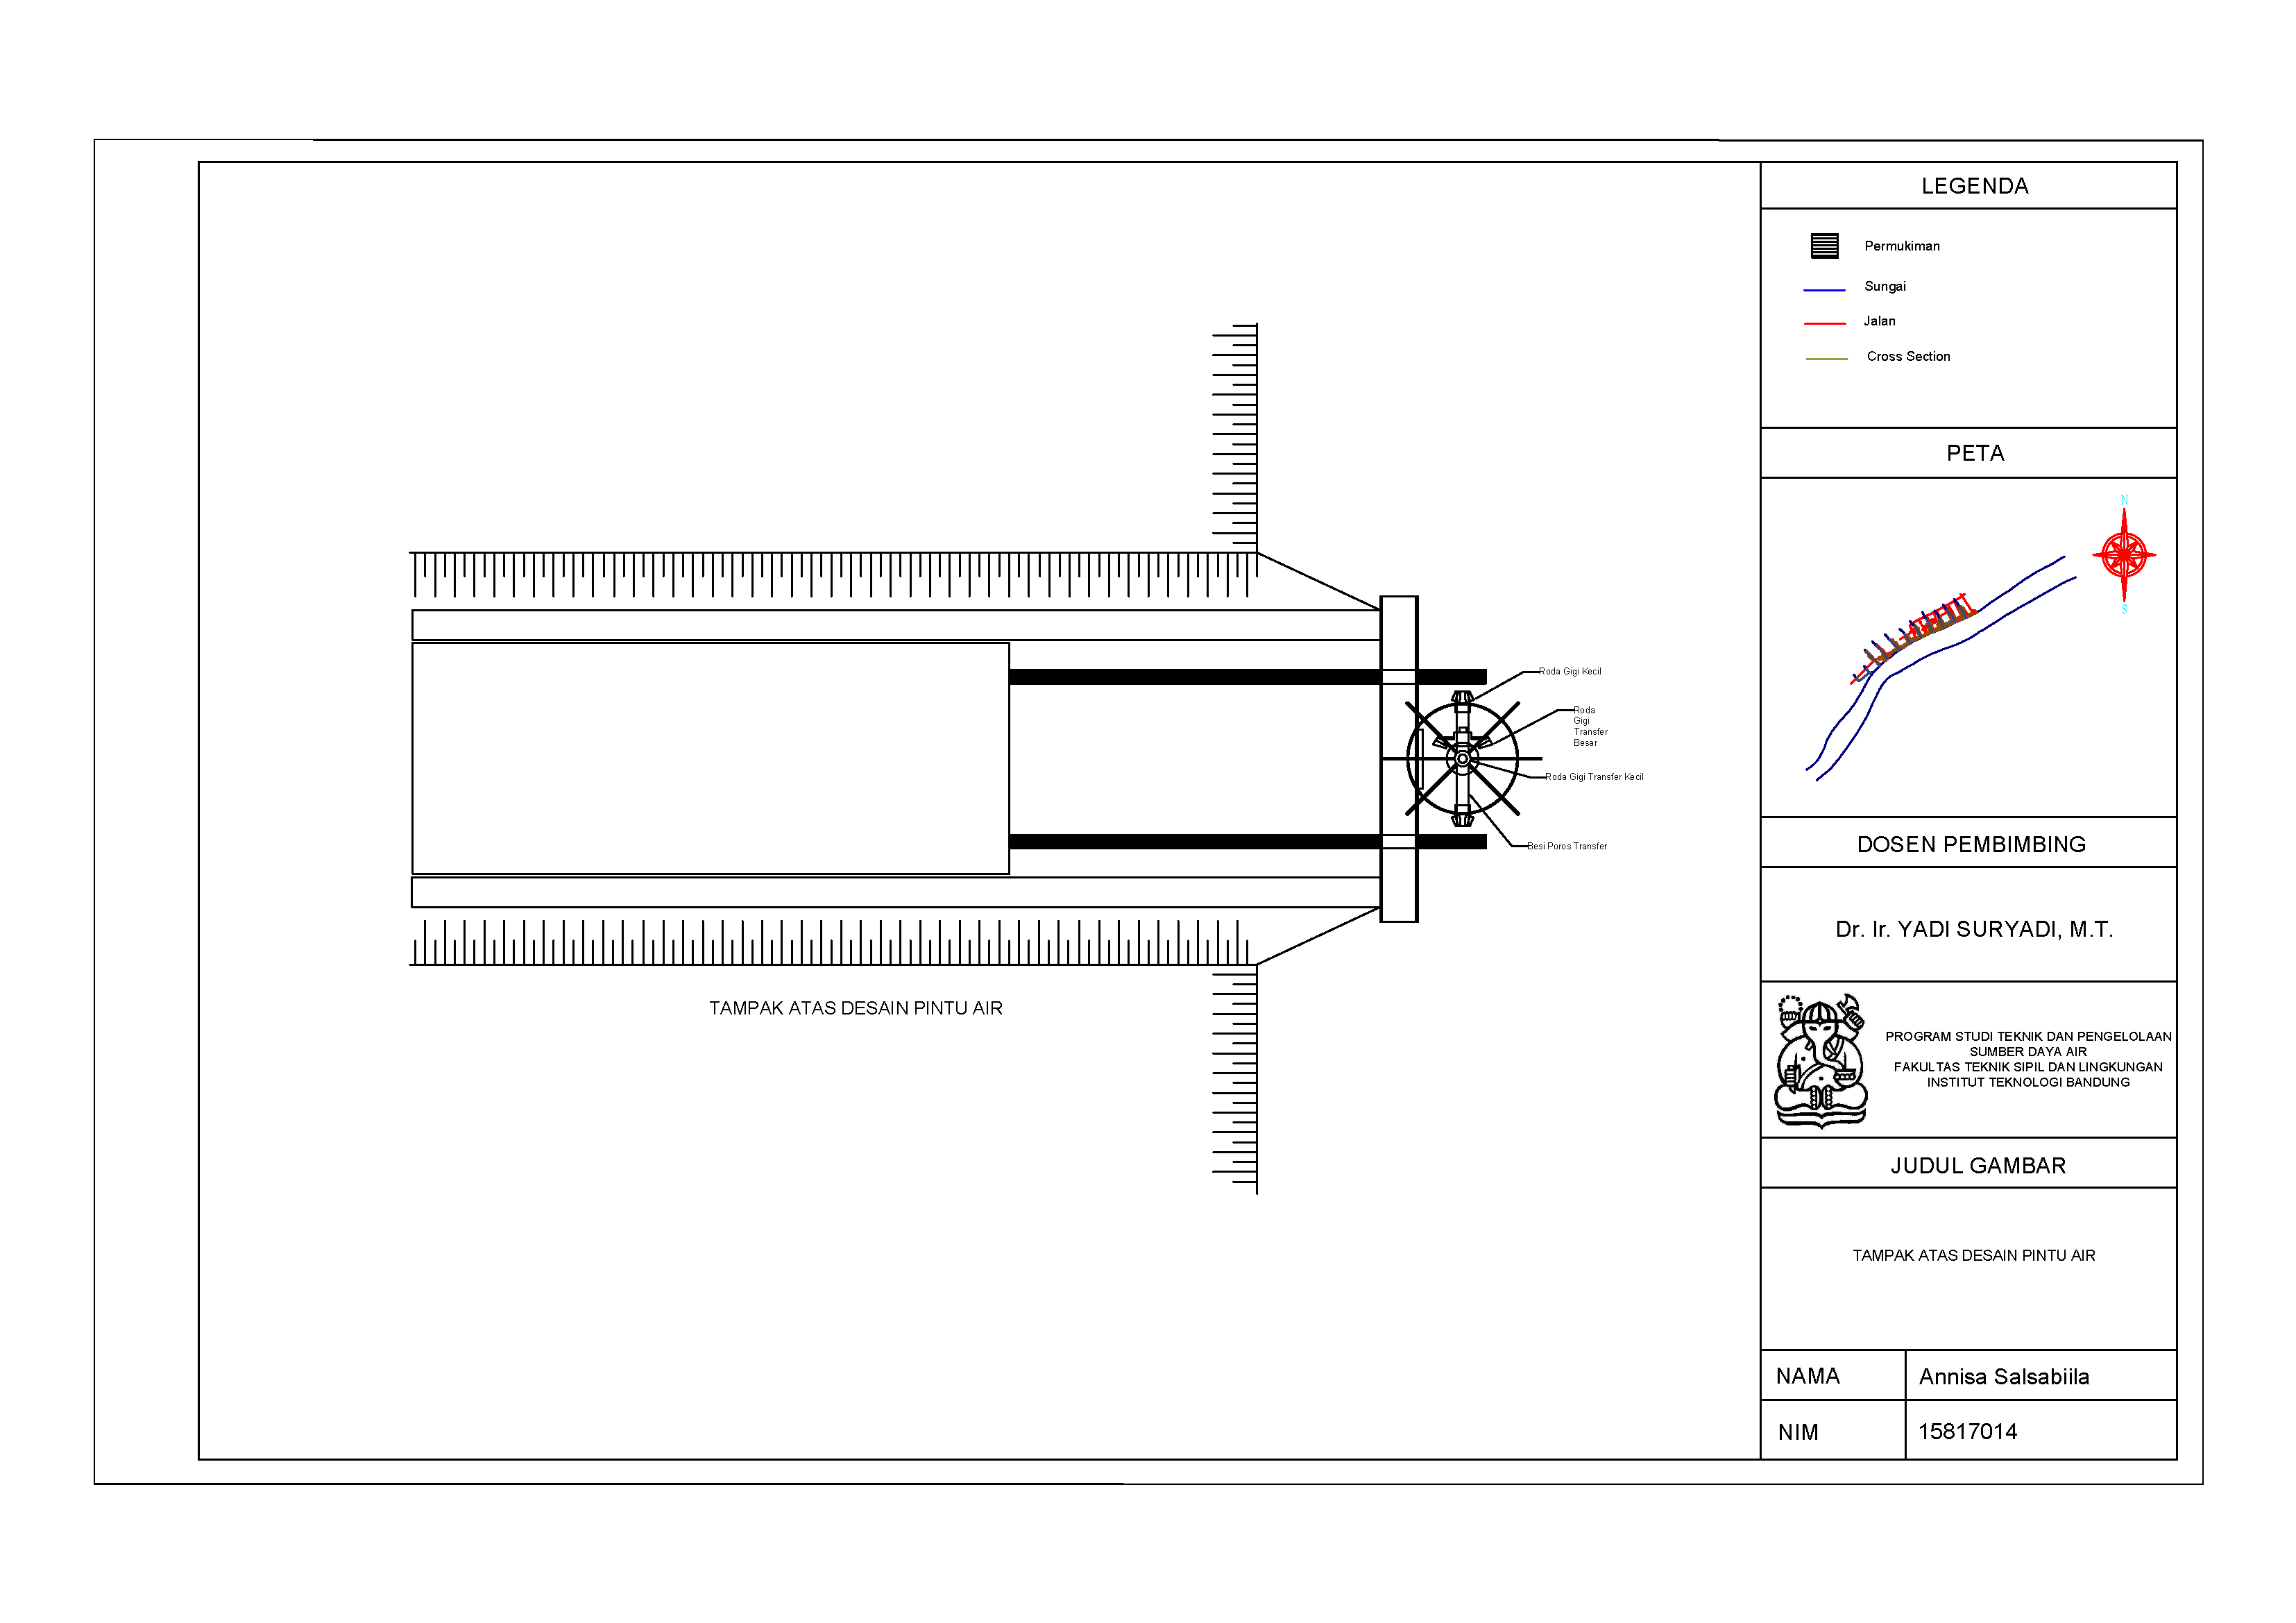 LEGENDA
Permukiman
Sungai
Jalan
Cross Section
PETA
N
S
Roda Gigi Kecil
Roda
Gigi
Transfer
Besar
Roda Gigi Transfer Kecil
Besi Poros Transfer
TAMPAK ATAS DESAIN PINTU AIR
DOSEN PEMBIMBING
Dr. Ir. YADI SURYADI, M.T.
PROGRAM STUDI TEKNIK DAN PENGELOLAAN
SUMBER DAYA AIR
FAKULTAS TEKNIK SIPIL DAN LINGKUNGAN
INSTITUT TEKNOLOGI BANDUNG
JUDUL GAMBAR
TAMPAK ATAS DESAIN PINTU AIR
NAMA Annisa Salsabiila
NIM 15817014